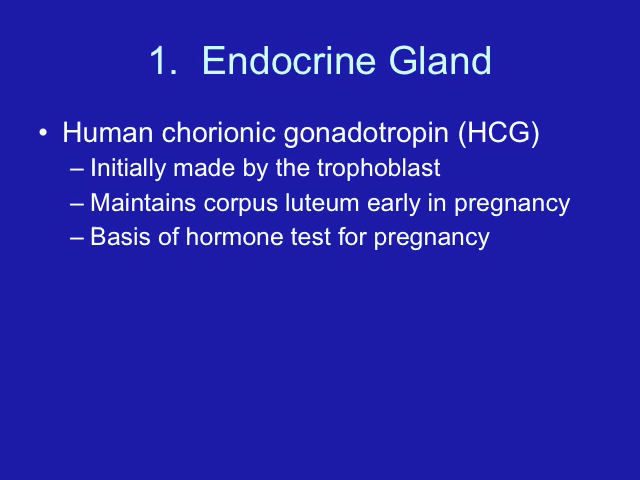 1. Endocrine Gland
• Human chorionic gonadotropin (HCG)
– Initially made by the trophoblast
– Maintains corpus luteum early in pregnancy
– Basis of hormone test for pregnancy